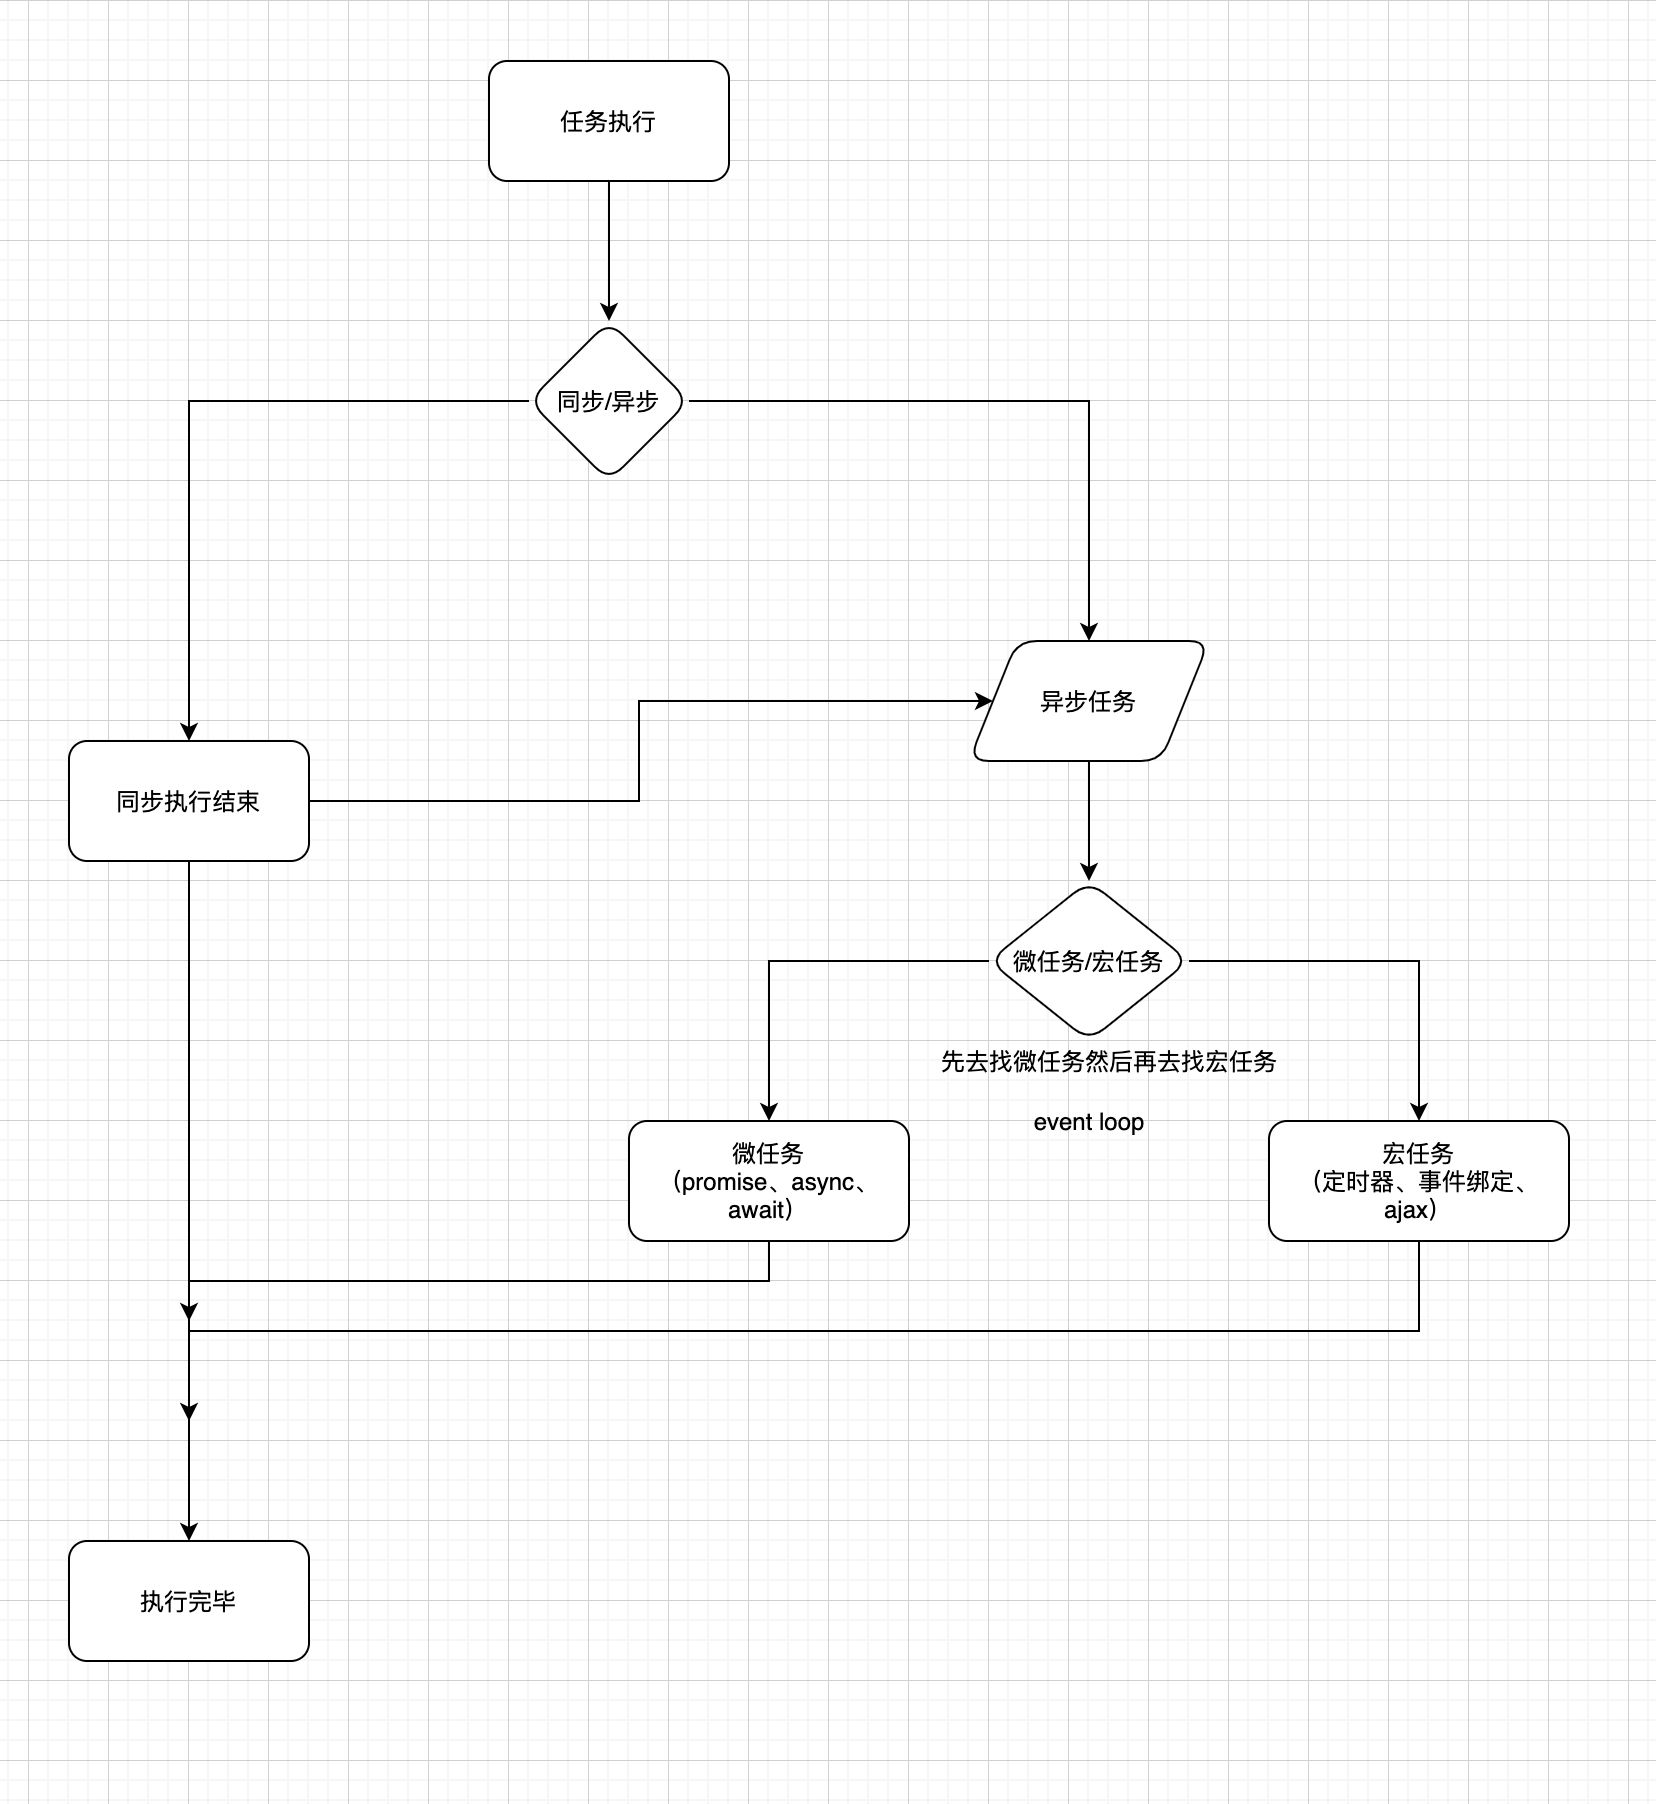 任务执行
同步/异步
异步任务
同步执行结束
微任务/宏任务
先去找微任务然后再去找宏任务
event loop
微任务
（promise、async、
await）
宏任务
（定时器、事件绑定、
ajax）
执行完毕